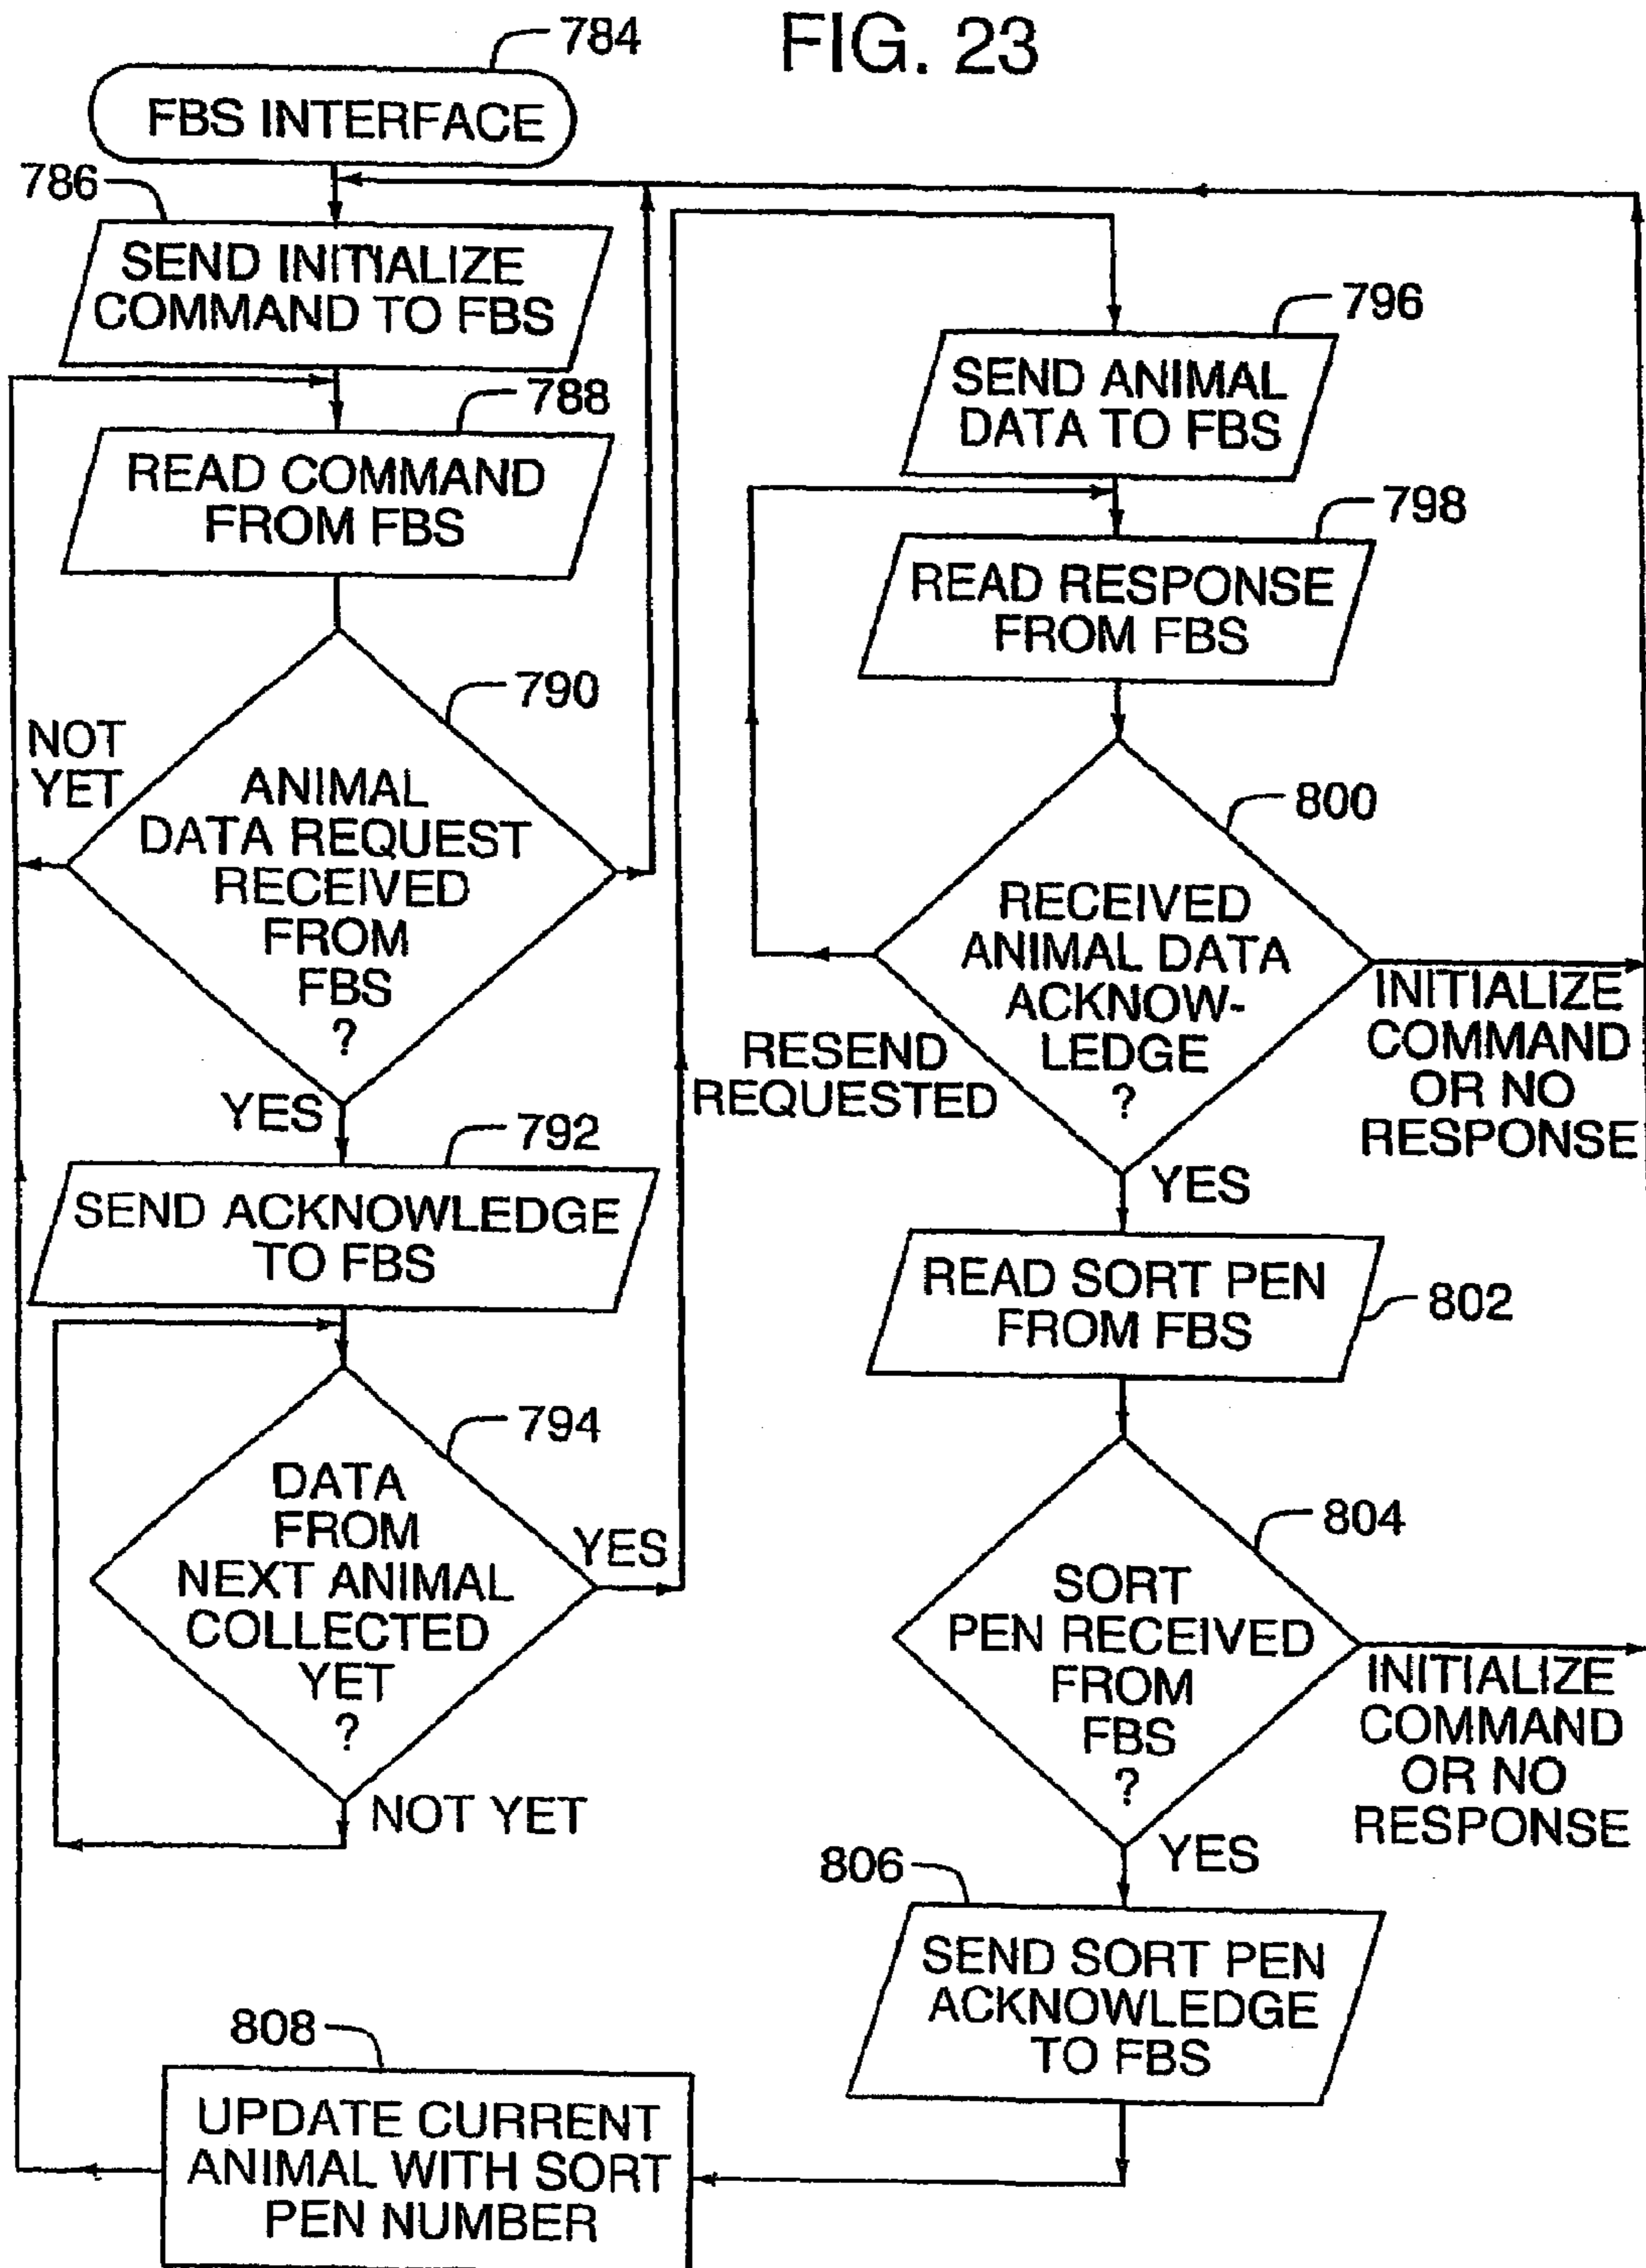 FIG. 23
784
FBS INTERFACE
786
SEND INITIALIZE
COMMAND TO FBS
788
READ COMMAND
FROM FBS
790
NOT
YET
ANIMAL
DATA REQUEST
RECEIVED
FROM
FBS
?
YES
792
SEND ACKNOWLEDGE
TO FBS
794
DATA
FROM
NEXT ANIMAL
COLLECTED
YET
?
YES
NOT YET
796
SEND ANIMAL
DATA TO FBS
798
READ RESPONSE
FROM FBS
800
RECEIVED
ANIMAL DATA
ACKNOW-
LEDGE
?
RESEND
REQUESTED
INITIALIZE
COMMAND
OR NO
RESPONSE
YES
READ SORT PEN
FROM FBS
802
804
SORT
PEN RECEIVED
FROM
FBS
?
INITIALIZE
COMMAND
OR NO
RESPONSE
YES
806
SEND SORT PEN
ACKNOWLEDGE
TO FBS
808
UPDATE CURRENT
ANIMAL WITH SORT
PEN NUMBER